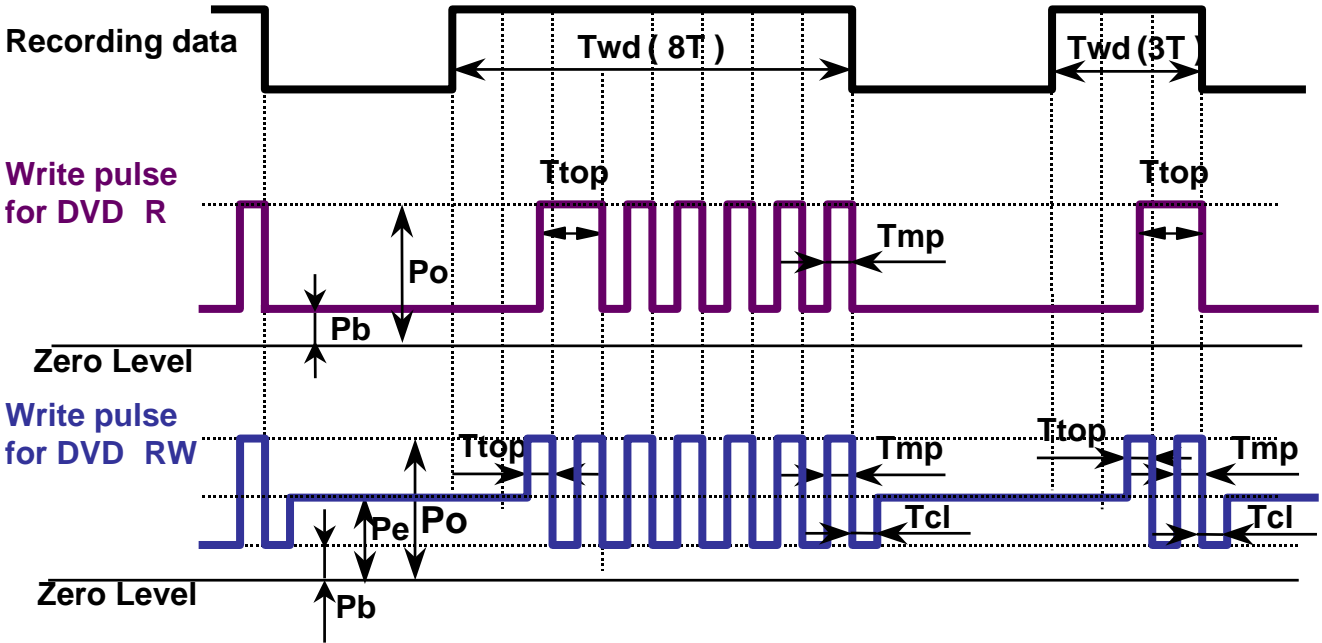 Recording data
Twd ( 8T )
Twd (3T )
Write pulse
for DVD R
Ttop
Ttop
Tmp
Po
Pb
Zero Level
Write pulse
for DVD RW
Ttop
Tmp
Ttop
Tmp
Pe
Po
Tcl
Tcl
Zero Level
Pb